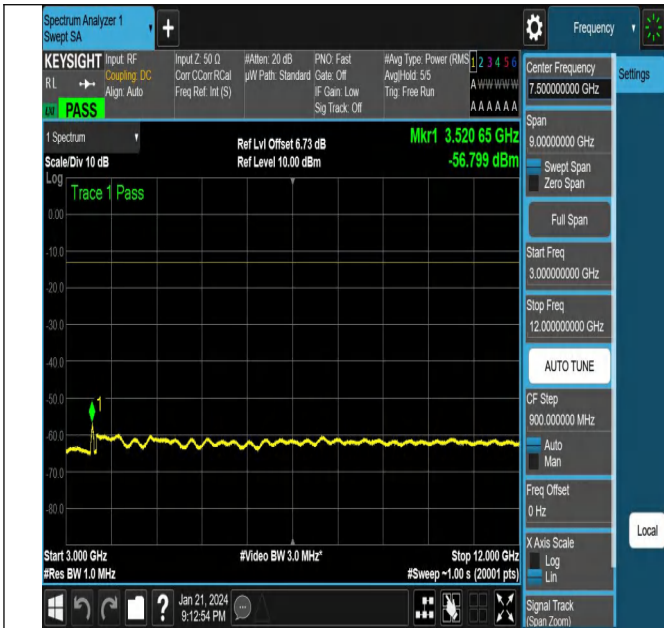 Spectrum Analyzer 1
Swept SA
+
Frequency
KEYSIGHT
RL
LXI
PASS
Input: RF
Coupling: DC
Align: Auto
Input Z: 50 Ω
Corr CCorr RCal
Freq Ref: Int (S)
#Atten: 20 dB
µW Path: Standard
PNO: Fast
Gate: Off
IF Gain: Low
Sig Track: Off
#Avg Type: Power (RMS
Avg|Hold: 5/5
Trig: Free Run
1 2 3 4 5 6
A W W W W W
A A A A A A
1 Spectrum
Scale/Div 10 dB
Log
Ref Lvl Offset 6.73 dB
Ref Level 10.00 dBm
Mkr1 3.520 65 GHz
-56.799 dBm
Trace 1 Pass
0.00
-10.0
-20.0
-30.0
-40.0
-50.0
-60.0
-70.0
-80.0
1
Start 3.000 GHz
#Res BW 1.0 MHz
#Video BW 3.0 MHz*
Stop 12.000 GHz
#Sweep ~1.00 s (20001 pts)
Jan 21, 2024
9:12:54 PM
?
Center Frequency
7.500000000 GHz
Settings
Span
9.00000000 GHz
Swept Span
Zero Span
Full Span
Start Freq
3.000000000 GHz
Stop Freq
12.000000000 GHz
AUTO TUNE
CF Step
900.000000 MHz
Auto
Man
Freq Offset
0 Hz
Local
X Axis Scale
Log
Lin
Signal Track
(Span Zoom)